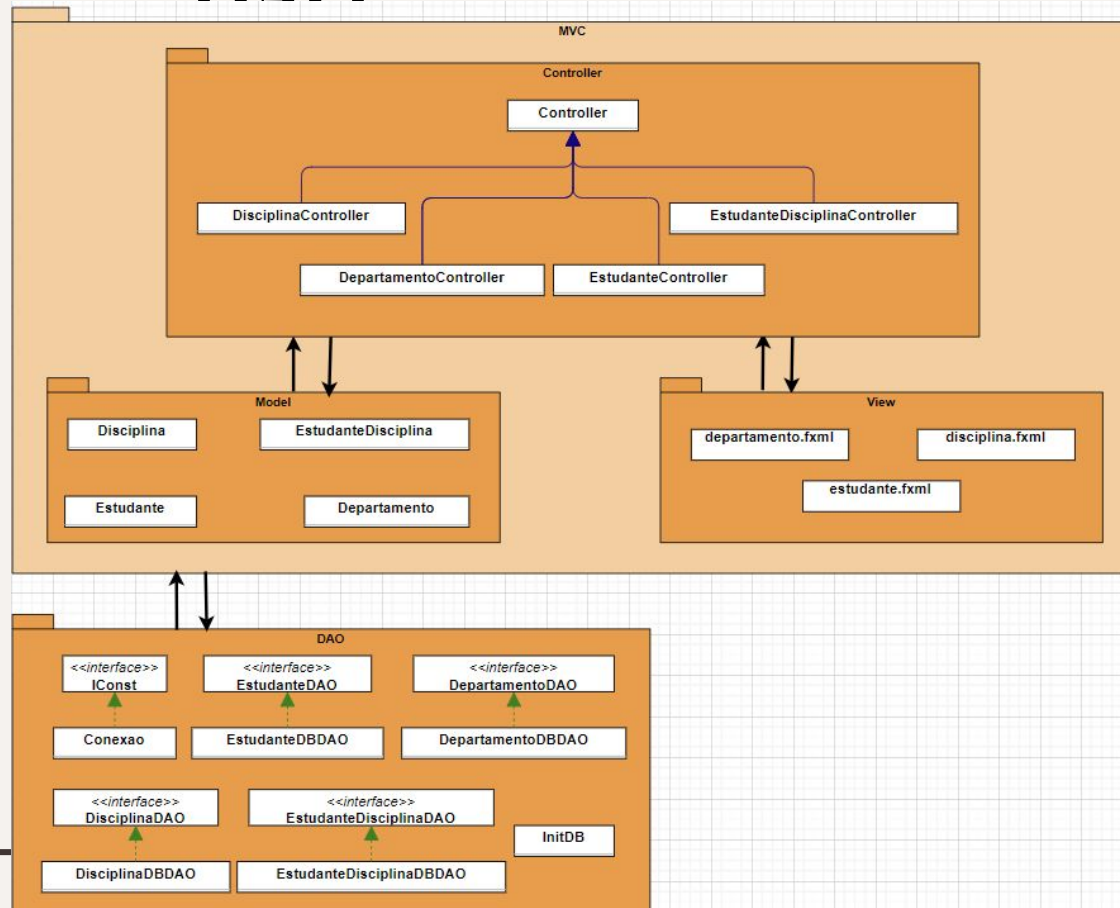 MVC
Controller
Controller
DisciplinaController
EstudanteDisciplinaController
DepartamentoController
EstudanteController
Model
Disciplina
EstudanteDisciplina
Estudante
Departamento
View
departamento.fxml
disciplina.fxml
estudante.fxml
DAO
<<interface>>
IConst
<<interface>>
EstudanteDAO
<<interface>>
DepartamentoDAO
Conexao
EstudanteDBDAO
DepartamentoDBDAO
<<interface>>
DisciplinaDAO
<<interface>>
EstudanteDisciplinaDAO
InitDB
DisciplinaDBDAO
EstudanteDisciplinaDBDAO